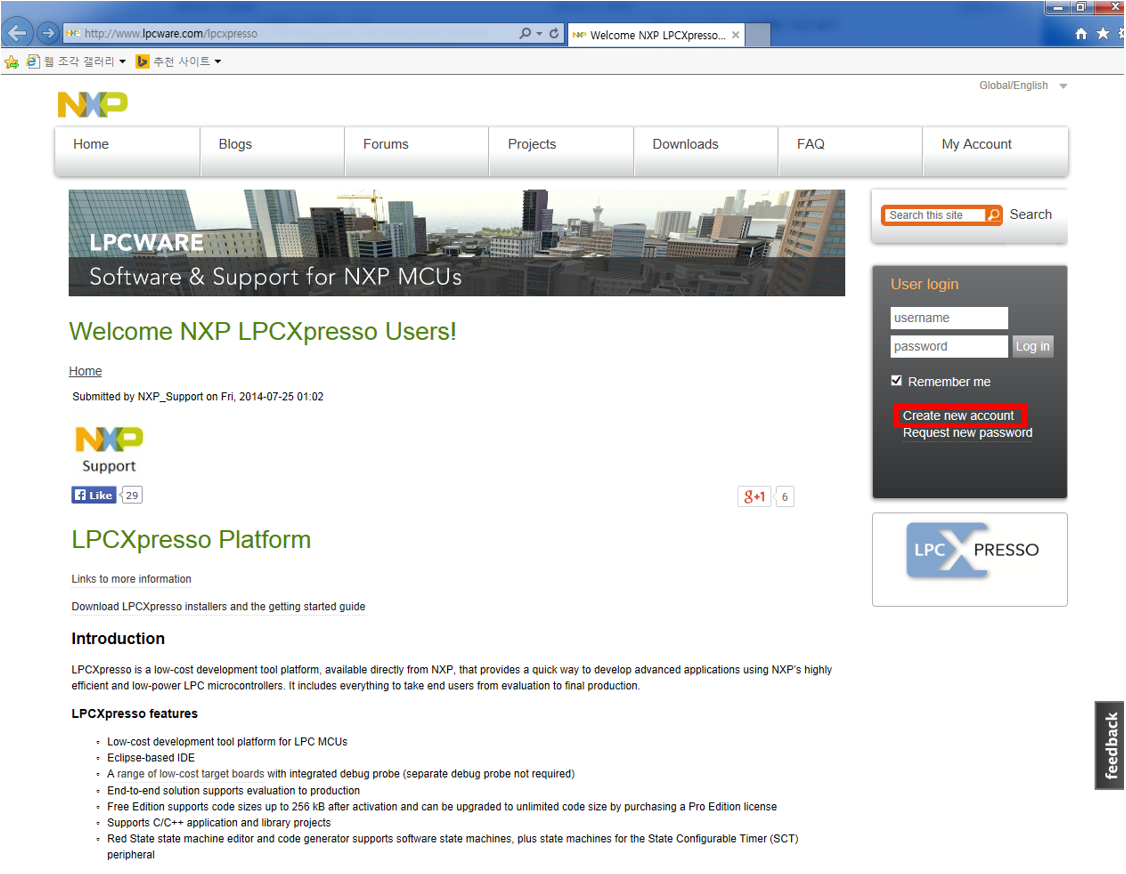 http://www.lpcware.com/lpcxpresso
Welcome NXP LPCXpresso...
웹 조각 갤러리
추천 사이트
Global/English
NXP
Home
Blogs
Forums
Projects
Downloads
FAQ
My Account
LPCWARE
Software & Support for NXP MCUs
Search this site
Search
User login
username
password
Log in
Remember me
Create new account
Request new password
Welcome NXP LPCXpresso Users!
Home
Submitted by NXP_Support on Fri, 2014-07-25 01:02
NXP
Support
Like
29
g+1
6
LPCXPRESSO
LPCXpresso Platform
Links to more information
Download LPCXpresso installers and the getting started guide
Introduction
LPCXpresso is a low-cost development tool platform, available directly from NXP, that provides a quick way to develop advanced applications using NXP's highly
efficient and low-power LPC microcontrollers. It includes everything to take end users from evaluation to final production.
LPCXpresso features
Low-cost development tool platform for LPC MCUs
Eclipse-based IDE
A range of low-cost target boards with integrated debug probe (separate debug probe not required)
End-to-end solution supports evaluation to production
Free Edition supports code sizes up to 256 kB after activation and can be upgraded to unlimited code size by purchasing a Pro Edition license
Supports C/C++ application and library projects
Red State state machine editor and code generator supports software state machines, plus state machines for the State Configurable Timer (SCT)
peripheral
feedback